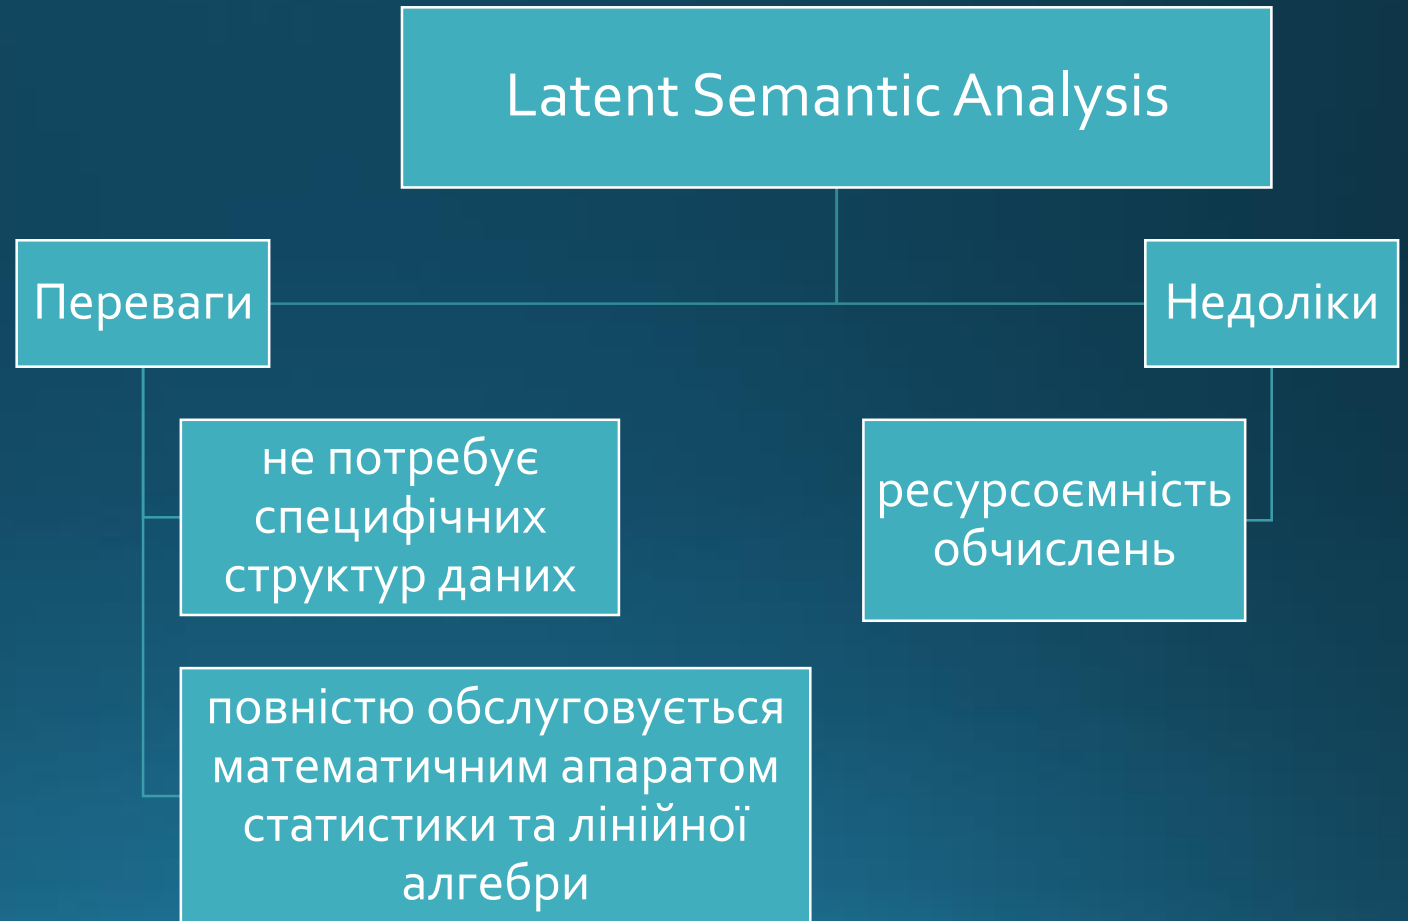 Latent Semantic Analysis
Переваги
не потребує
специфічних
структур даних
повністю обслуговується
математичним апаратом
статистики та лінійної
алгебри
Недоліки
ресурсоємність
обчислень